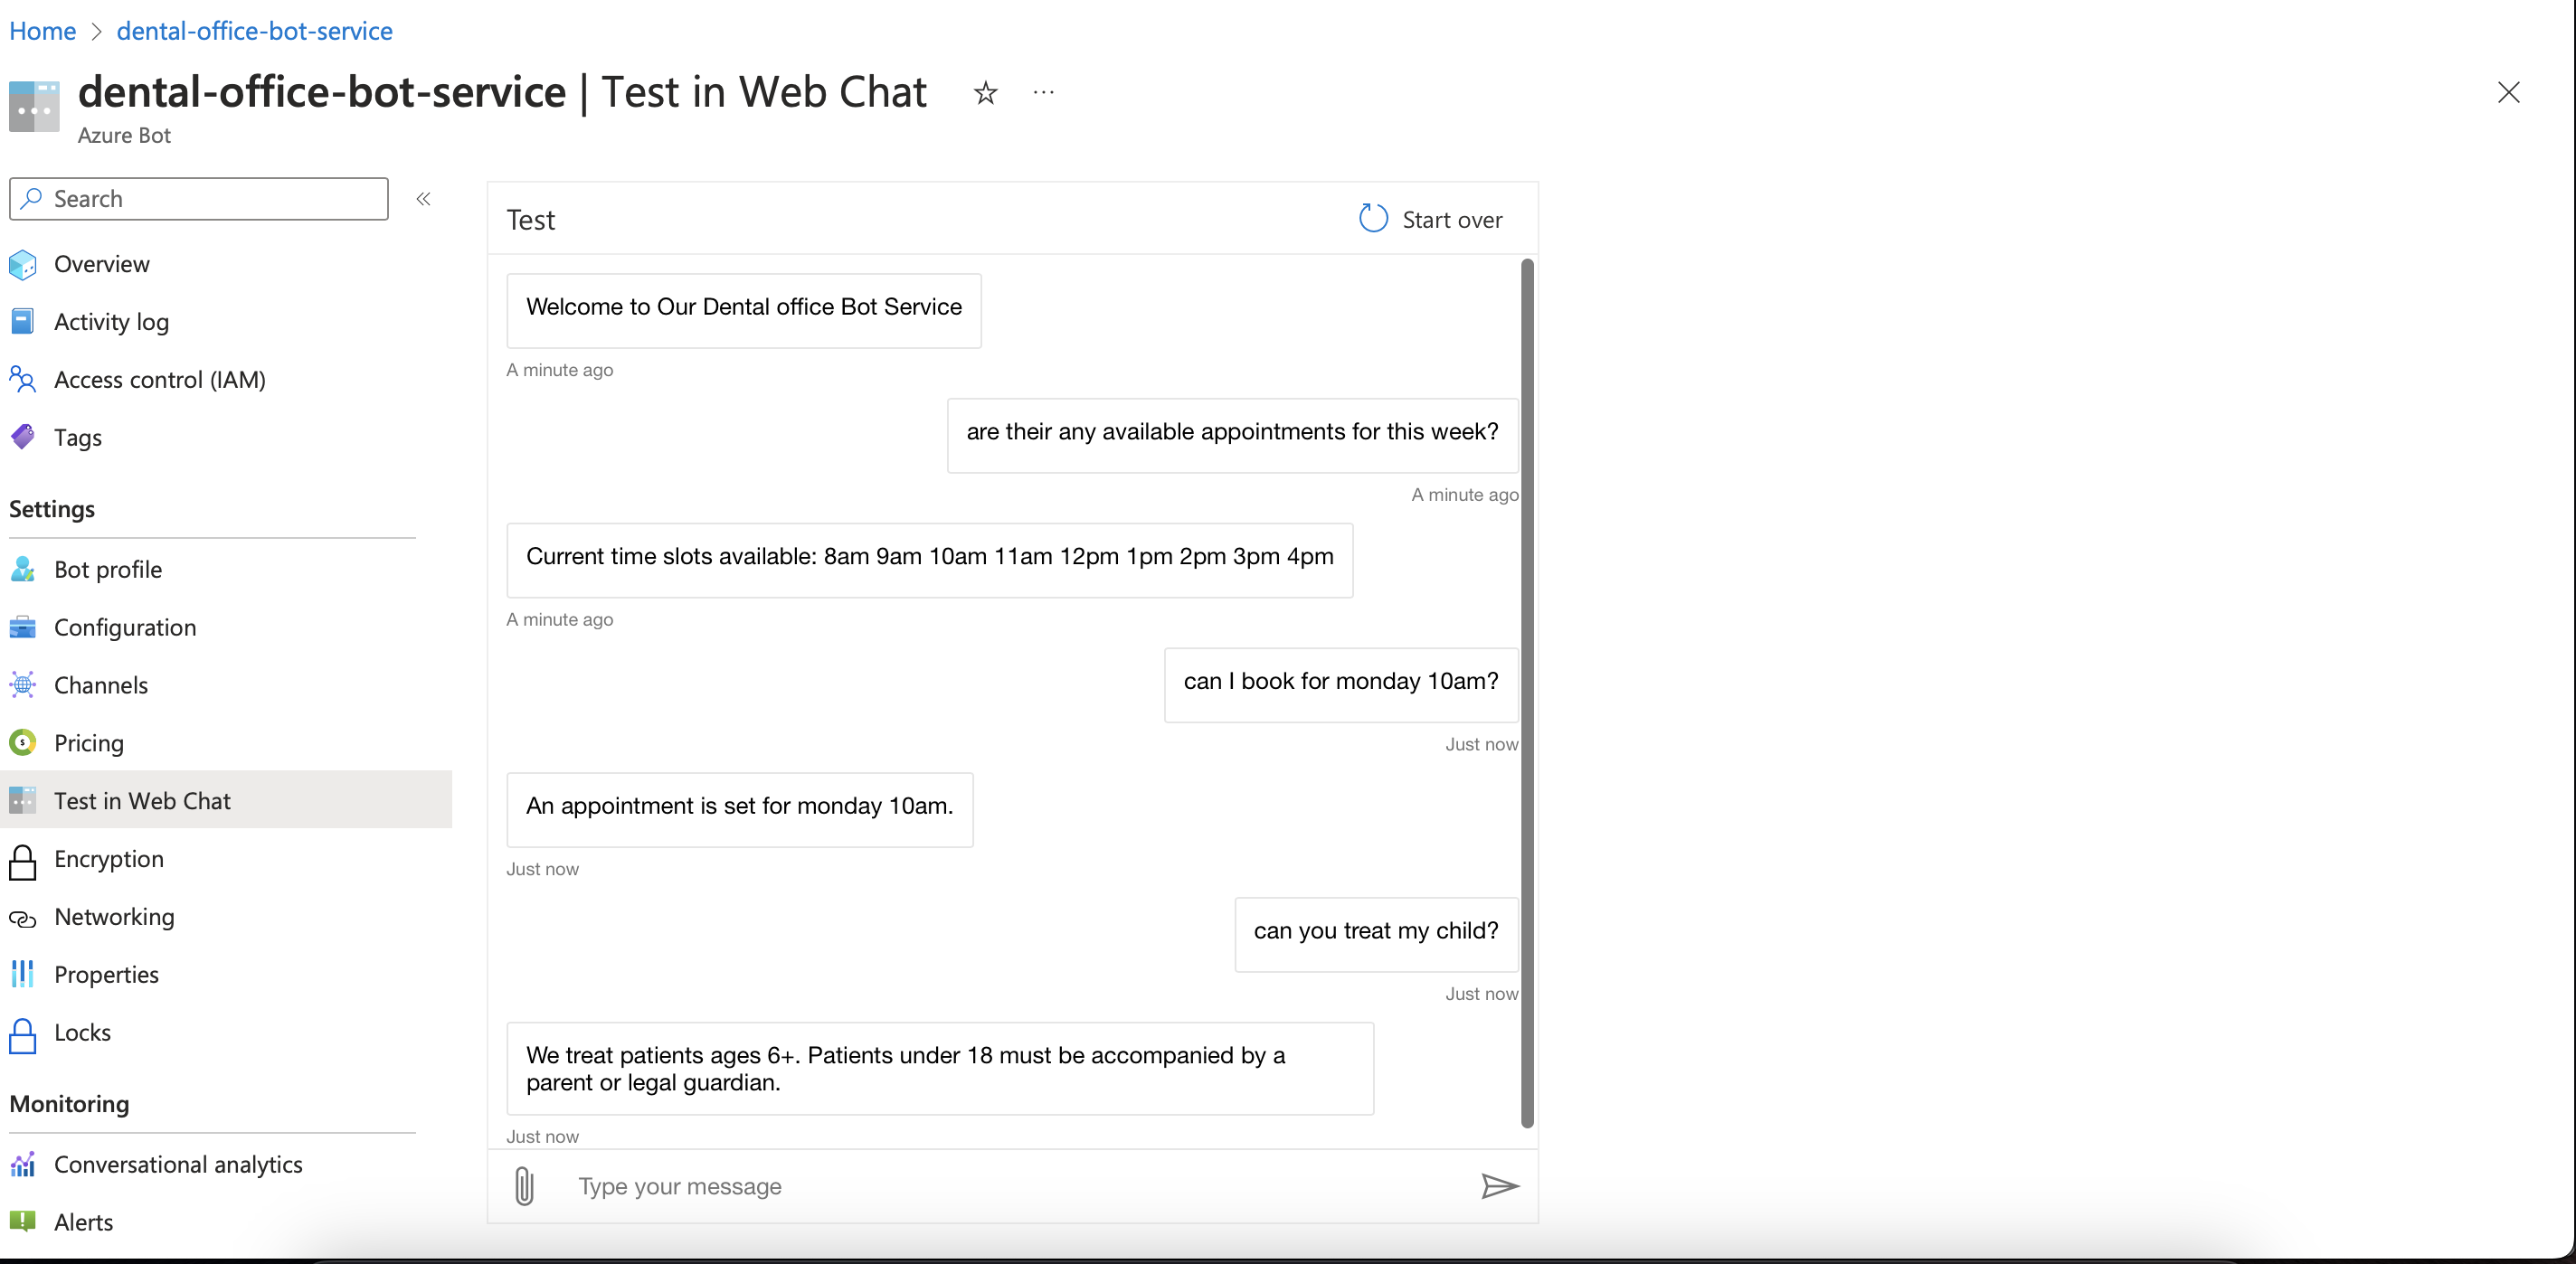 Home > dental-office-bot-service
dental-office-bot-service | Test in Web Chat
Azure Bot
Search
Overview
Activity log
Access control (IAM)
Tags
Settings
Bot profile
Configuration
Channels
Pricing
Test in Web Chat
Encryption
Networking
Properties
Locks
Monitoring
Conversational analytics
Alerts
Test
Start over
Welcome to Our Dental office Bot Service
A minute ago
are their any available appointments for this week?
A minute ago
Current time slots available: 8am 9am 10am 11am 12pm 1pm 2pm 3pm 4pm
A minute ago
can I book for monday 10am?
Just now
An appointment is set for monday 10am.
Just now
can you treat my child?
Just now
We treat patients ages 6+. Patients under 18 must be accompanied by a
parent or legal guardian.
Just now
Type your message